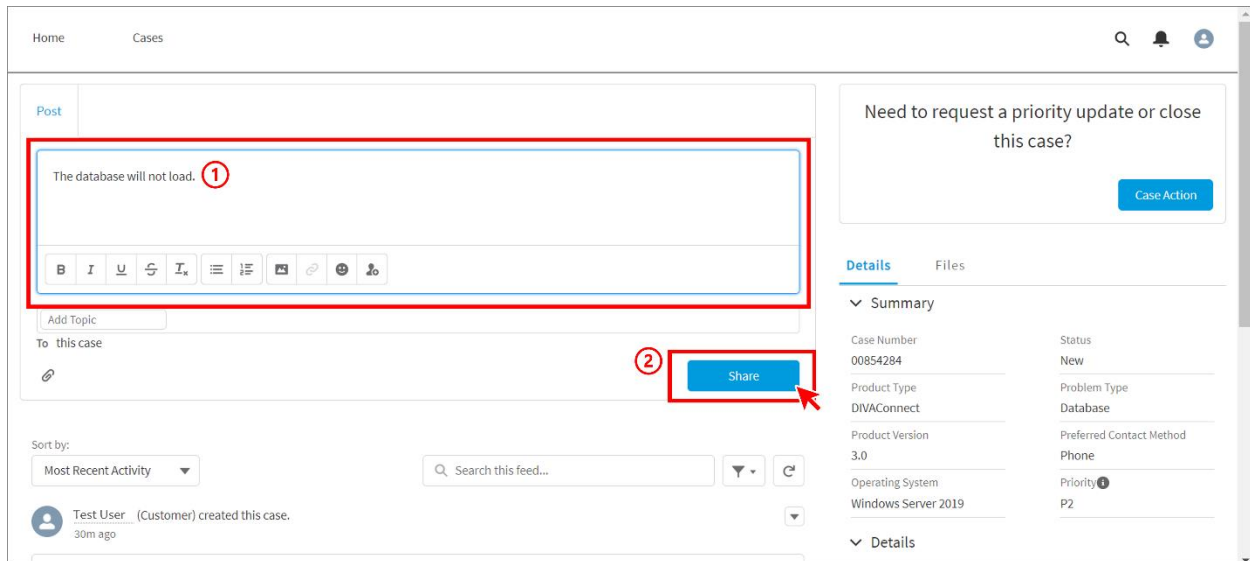 Home Cases
Post
The database will not load. 1
B I U S Tx
Add Topic
To this case
2
Share
Sort by:
Most Recent Activity
Search this feed...
Test User (Customer) created this case.
30m ago
Need to request a priority update or close
this case?
Case Action
Details Files
Summary
Case Number Status
00854284 New
Product Type Problem Type
DIVAConnect Database
Product Version Preferred Contact Method
3.0 Phone
Operating System Priority
Windows Server 2019 P2
Details